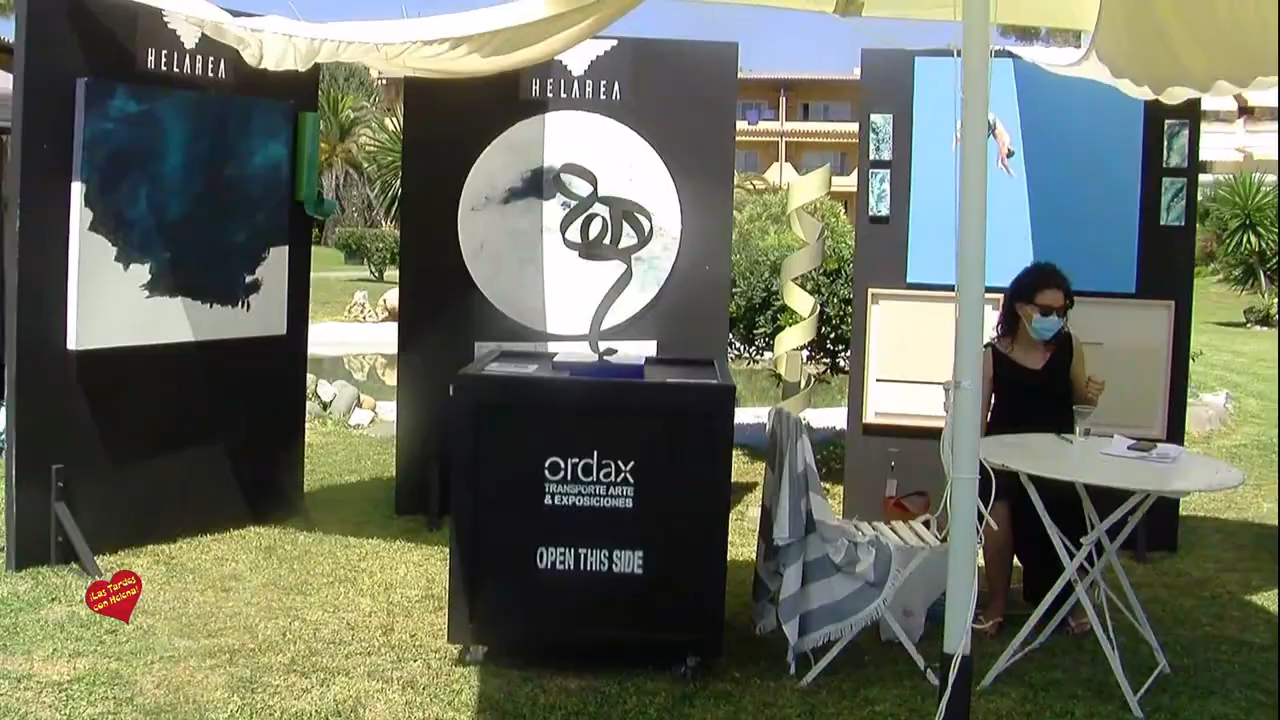 HELAREA
HELAREA
ordax
TRANSPORTE ARTE
& EXPOSICIONES
OPEN THIS SIDE
¡Las Tardes
con Helena!